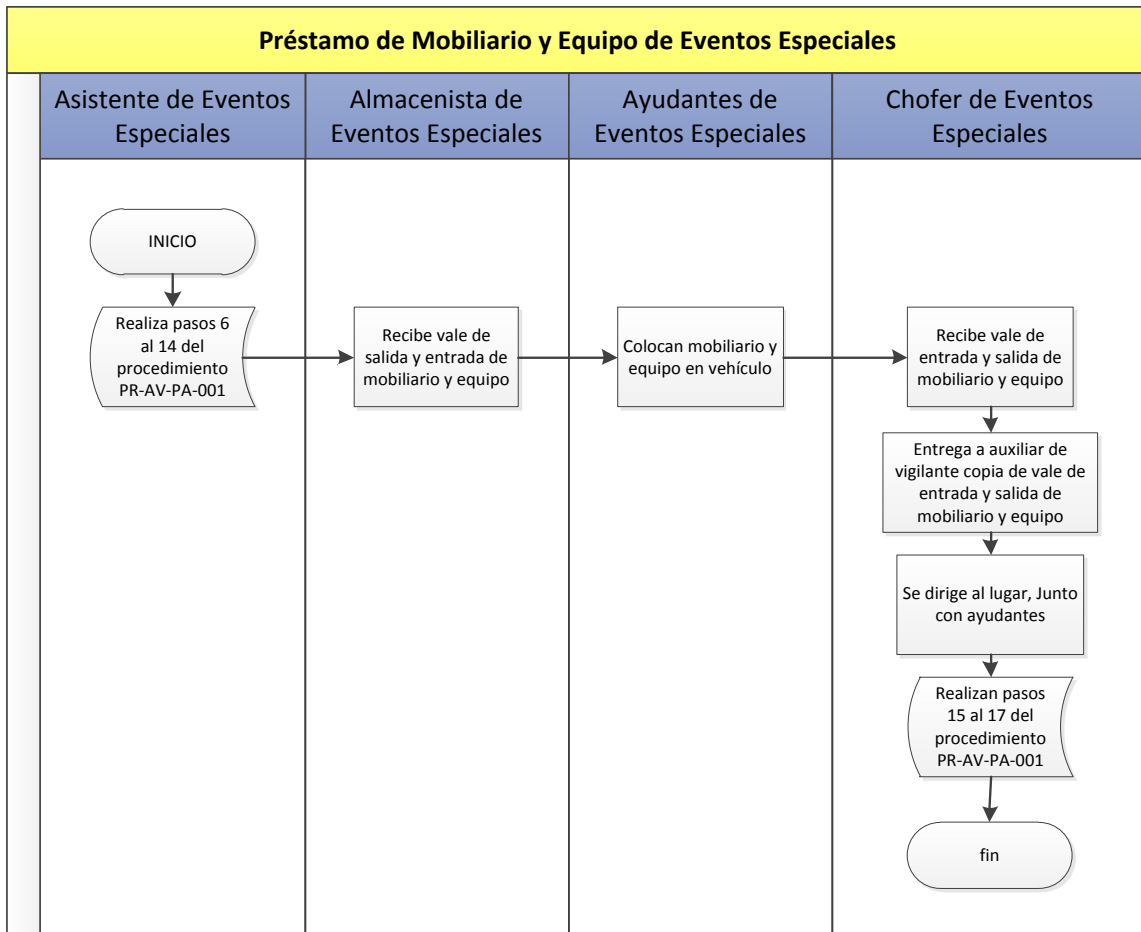 Préstamo de Mobiliario y Equipo de Eventos Especiales
Asistente de Eventos
Especiales
Almacenista de
Eventos Especiales
Ayudantes de
Eventos Especiales
Chofer de Eventos
Especiales
INICIO
Realiza pasos 6
al 14 del
procedimiento
PR-AV-PA-001
Recibe vale de
salida y entrada de
mobiliario y equipo
Colocan mobiliario y
equipo en vehículo
Recibe vale de
entrada y salida de
mobiliario y equipo
Entrega a auxiliar de
vigilante copia de vale de
entrada y salida de
mobiliario y equipo
Se dirige al lugar, Junto
con ayudantes
Realizan pasos
15 al 17 del
procedimiento
PR-AV-PA-001
fin